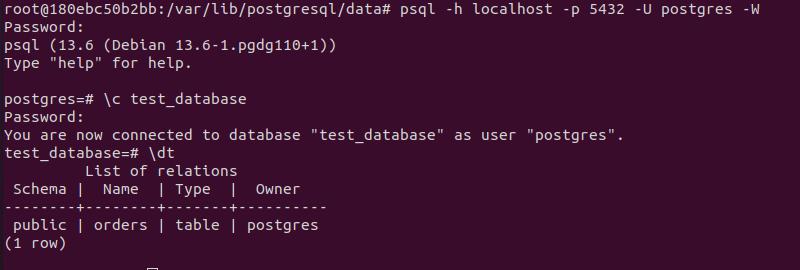 root@180ebc50b2bb:/var/lib/postgresql/data# psql -h localhost -p 5432 -U postgres -W
Password:
psql (13.6 (Debian 13.6-1.pgdg110+1))
Type "help" for help.

postgres=# \c test_database
Password:
You are now connected to database "test_database" as user "postgres".
test_database=# \dt
         List of relations
 Schema |  Name  | Type  |  Owner
--------+--------+-------+----------
 public | orders | table | postgres
(1 row)